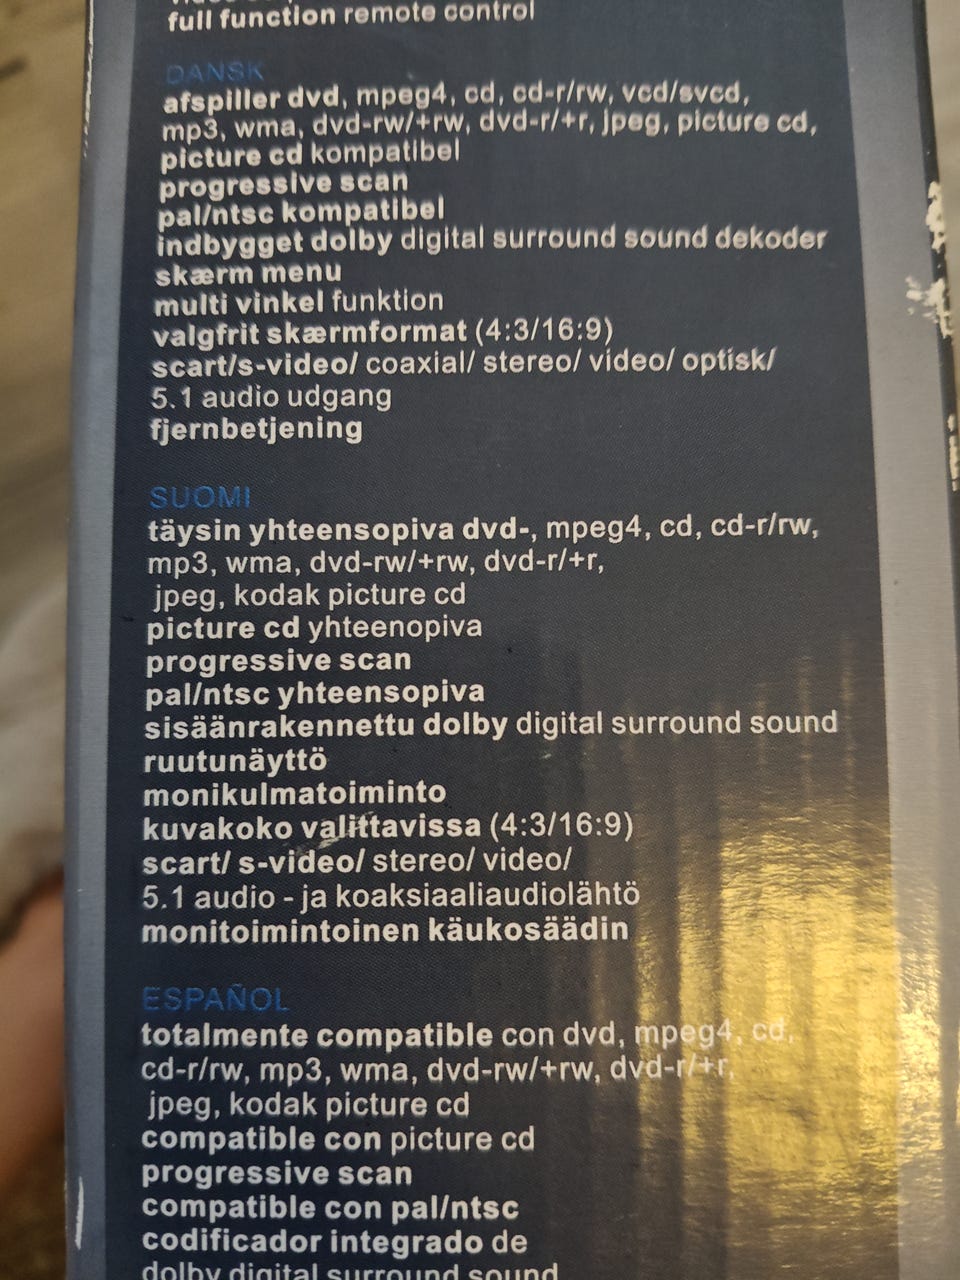 full function remote control
DANSK
afspiller dvd, mpeg4, cd, cd-r/rw, vcd/svcd,
mp3, wma, dvd-rw/+rw, dvd-r/+r, jpeg, picture cd,
picture cd kompatibel
progressive scan
pal/ntsc kompatibel
indbygget dolby digital surround sound dekoder
skærm menu
multi vinkel funktion
valgfrit skærmformat (4:3/16:9)
scart/s-video/ coaxial/ stereo/ video/ optisk/
5.1 audio udgang
fjernbetjening
SUOMI
täysin yhteensopiva dvd-, mpeg4, cd, cd-r/rw,
mp3, wma, dvd-rw/+rw, dvd-r/+r,
jpeg, kodak picture cd
picture cd yhteenopiva
progressive scan
pal/ntsc yhteensopiva
sisäänrakennettu dolby digital surround sound
ruutunäyttö
monikulmatoiminto
kuvakoko valittavissa (4:3/16:9)
scart/ s-video/ stereo/ video/
5.1 audio - ja koaksiaaliaudiolähtö
monitoimintoinen käukosäädin
ESPAÑOL
totalmente compatible con dvd, mpeg4, cd,
cd-r/rw, mp3, wma, dvd-rw/+rw, dvd-r/+r,
jpeg, kodak picture cd
compatible con picture cd
progressive scan
compatible con pal/ntsc
codificador integrado de
dolby digital surround sound